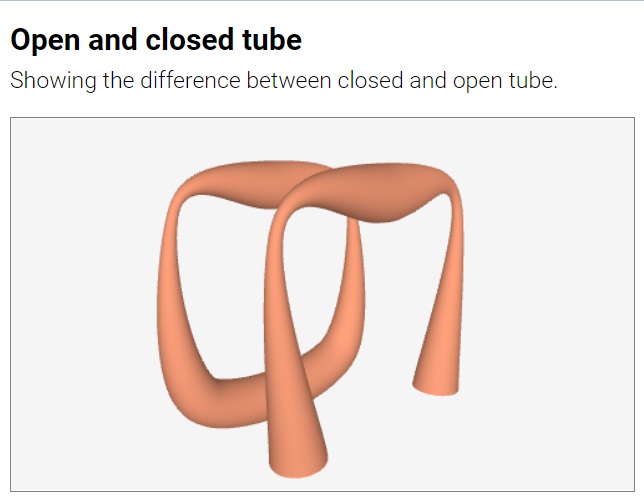 Open and closed tube
Showing the difference between closed and open tube.